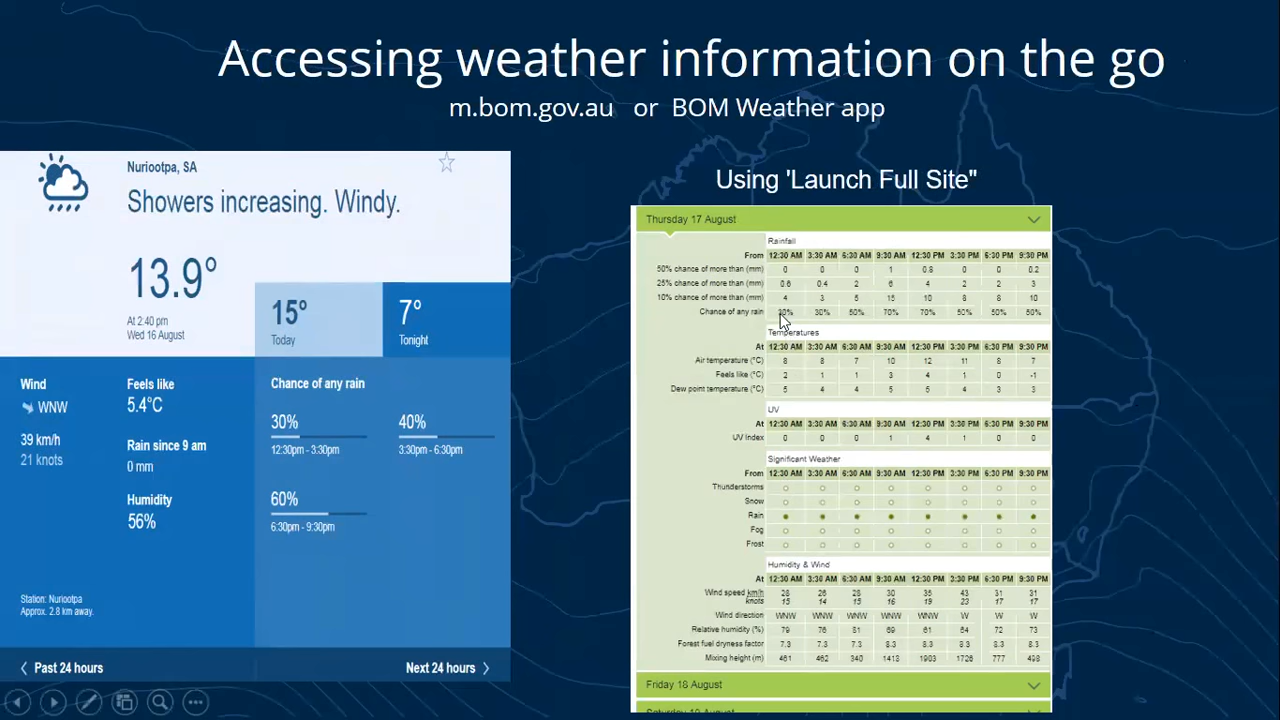 Accessing weather information on the go
m.bom.gov.au or BOM Weather app
Nuriootpa, SA
Showers increasing. Windy.
13.9°
At 2:40 pm
Wed 16 August
15°
Today
7°
Tonight
Wind
WNW
39 km/h
21 knots
Feels like
5.4°C
Rain since 9 am
0 mm
Humidity
56%
Chance of any rain
30%
12:30pm - 3:30pm
40%
3:30pm - 6:30pm
60%
6:30pm - 9:30pm
Station: Nuriootpa
Approx. 2.8 km away.
Past 24 hours
Next 24 hours
Using 'Launch Full Site"
Thursday 17 August
Rainfall
From 12:30 AM 3:30 AM 6:30 AM 9:30 AM 12:30 PM 3:30 PM 6:30 PM 9:30 PM
50% chance of more than (mm) 0 0 0 1 0.8 0 0 0.2
25% chance of more than (mm) 0.6 0.4 2 6 4 2 2 3
10% chance of more than (mm) 4 3 5 15 10 8 8 10
Chance of any rain 30% 50% 70% 70% 50% 50%
Temperatures
At 12:30 AM 3:30 AM 6:30 AM 9:30 AM 12:30 PM 3:30 PM 6:30 PM 9:30 PM
Air temperature (°C) 8 8 7 10 12 11 8 7
Feels like (°C) 2 1 1 3 4 1 0 -1
Dew point temperature (°C) 5 4 4 5 5 4 3 3
UV
At 12:30 AM 3:30 AM 6:30 AM 9:30 AM 12:30 PM 3:30 PM 6:30 PM 9:30 PM
UV Index 0 0 0 1 4 1 0 0
Significant Weather
From 12:30 AM 3:30 AM 6:30 AM 9:30 AM 12:30 PM 3:30 PM 6:30 PM 9:30 PM
Thunderstorms
Snow
Rain
Fog
Frost
Humidity & Wind
At 12:30 AM 3:30 AM 6:30 AM 9:30 AM 12:30 PM 3:30 PM 6:30 PM 9:30 PM
Wind speed km/h 28 26 28 30 35 43 31 31
knots 15 14 15 16 19 23 17 17
Wind direction WNW WNW WNW WNW WNW W W W
Relative humidity (%) 79 76 81 69 61 64 72 73
Forest fuel dryness factor 7.3 7.3 7.3 8.3 8.3 8.3 8.3 8.3
Mixing height (m) 461 462 340 1413 1903 1726 777 498
Friday 18 August